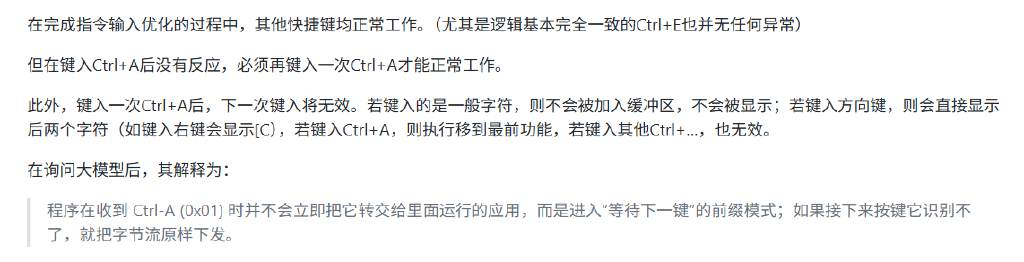 在完成指令输入优化的过程中，其他快捷键均正常工作。（尤其是逻辑基本完全一致的Ctrl+E也并无任何异常）
但在键入Ctrl+A后没有反应，必须再键入一次Ctrl+A才能正常工作。
此外，键入一次Ctrl+A后，下一次键入将无效。若键入的是一般字符，则不会被加入缓冲区，不会被显示；若键入方向键，则会直接显示
后两个字符（如键入右键会显示[C），若键入Ctrl+A，则执行移到最前功能，若键入其他Ctrl+...，也无效。
在询问大模型后，其解释为：
程序在收到 Ctrl-A (0x01) 时并不会立即把它转交给里面运行的应用，而是进入“等待下一键”的前缀模式；如果接下来按键它识别不
了，就把字节流原样下发。